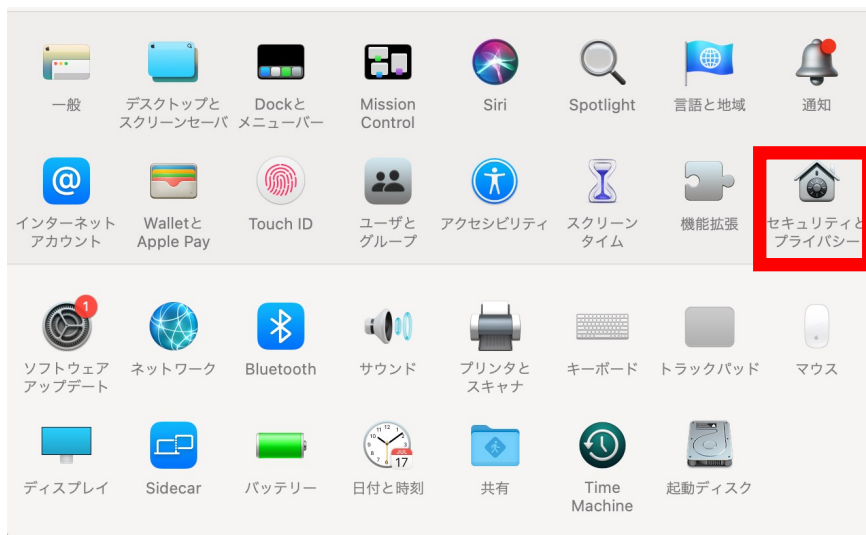 一般
デスクトップと
スクリーンセーバ
Dockと
メニューバー
Mission
Control
Siri
Spotlight
言語と地域
通知
インターネット
アカウント
Walletと
Apple Pay
Touch ID
ユーザと
グループ
アクセシビリティ
スクリーン
タイム
機能拡張
セキュリティと
プライバシー
1
ソフトウェア
アップデート
ネットワーク
Bluetooth
サウンド
プリンタと
スキャナ
キーボード
トラックパッド
マウス
ディスプレイ
Sidecar
バッテリー
JUL
17
日付と時刻
共有
Time
Machine
起動ディスク